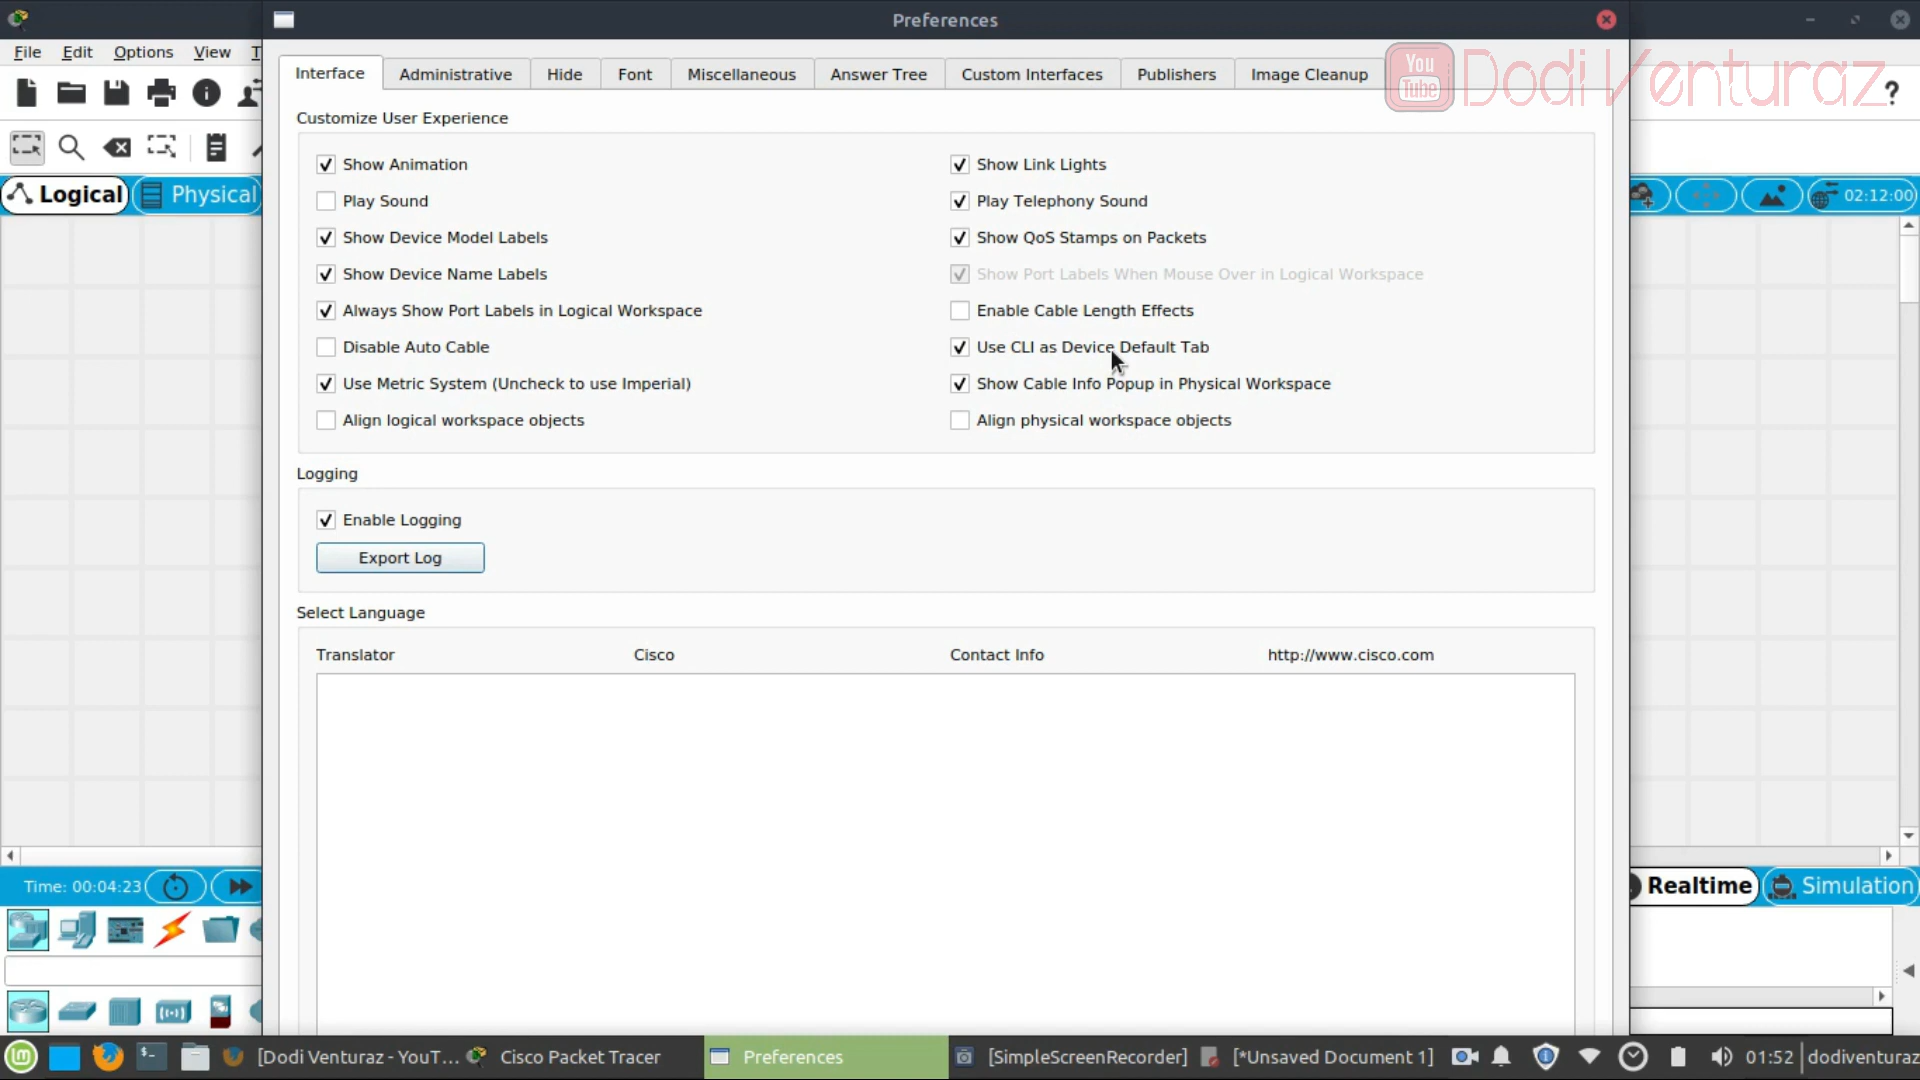 Preferences
File Edit Options View T
Interface Administrative Hide Font Miscellaneous Answer Tree Custom Interfaces Publishers Image Cleanup
You Tube Dodi Venturaz
?
Customize User Experience
Show Animation
Show Link Lights
Play Sound
Play Telephony Sound
Show Device Model Labels
Show QoS Stamps on Packets
Show Device Name Labels
Show Port Labels When Mouse Over in Logical Workspace
Always Show Port Labels in Logical Workspace
Enable Cable Length Effects
Disable Auto Cable
Use CLI as Device Default Tab
Use Metric System (Uncheck to use Imperial)
Show Cable Info Popup in Physical Workspace
Align logical workspace objects
Align physical workspace objects
Logical Physical
02:12:00
Logging
Enable Logging
Export Log
Select Language
Translator Cisco Contact Info http://www.cisco.com
Time: 00:04:23
Realtime Simulation
[Dodi Venturaz - YouT... Cisco Packet Tracer Preferences [SimpleScreenRecorder] [*Unsaved Document 1] 01:52 dodiventuraz